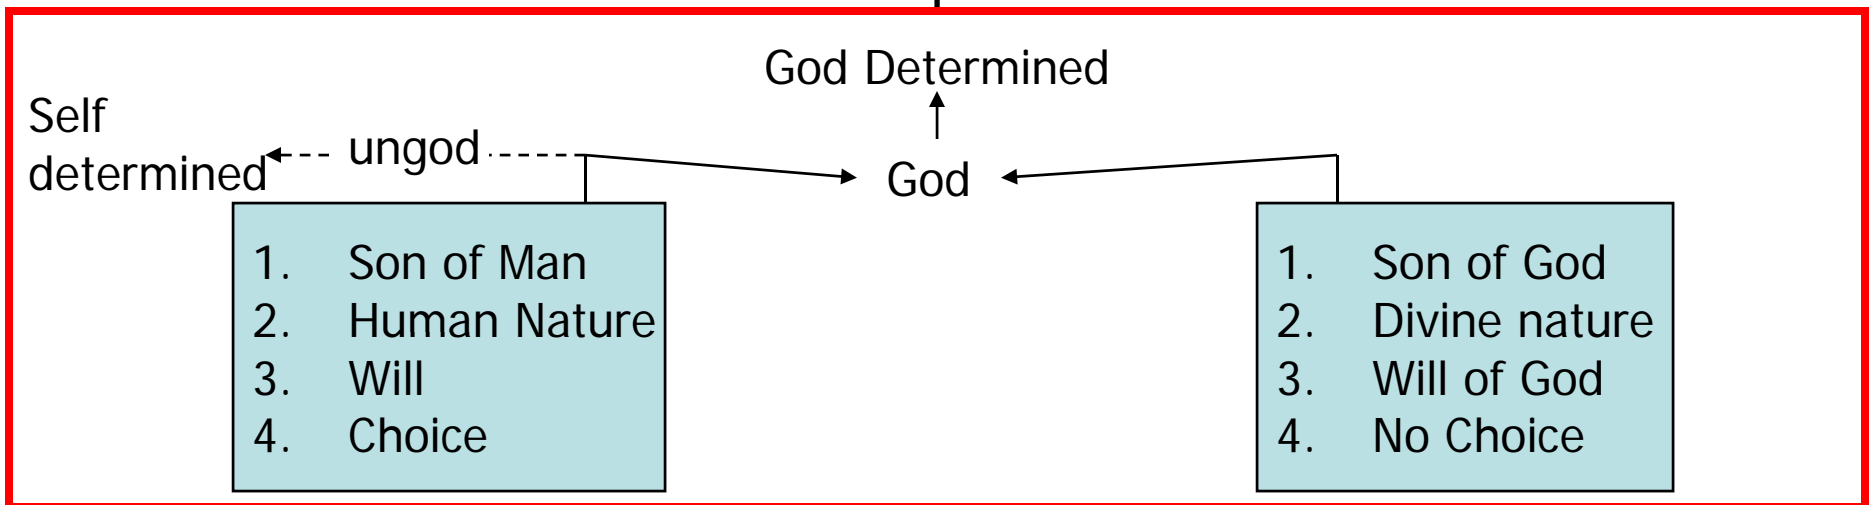 God Determined
Self
determined
ungod
God
1. Son of Man
2. Human Nature
3. Will
4. Choice
1. Son of God
2. Divine nature
3. Will of God
4. No Choice